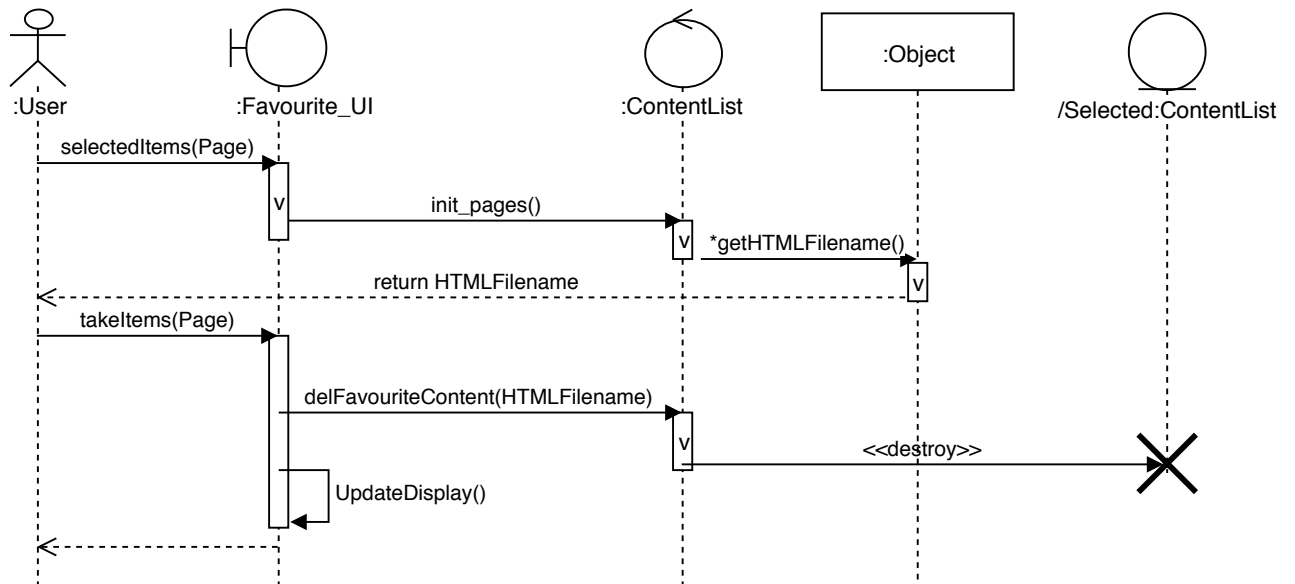 :User
:Favourite_UI
:ContentList
:Object
/Selected:ContentList
selectedItems(Page)
v
init_pages()
v
*getHTMLFilename()
v
return HTMLFilename
takeItems(Page)
delFavouriteContent(HTMLFilename)
v
<<destroy>>
UpdateDisplay()